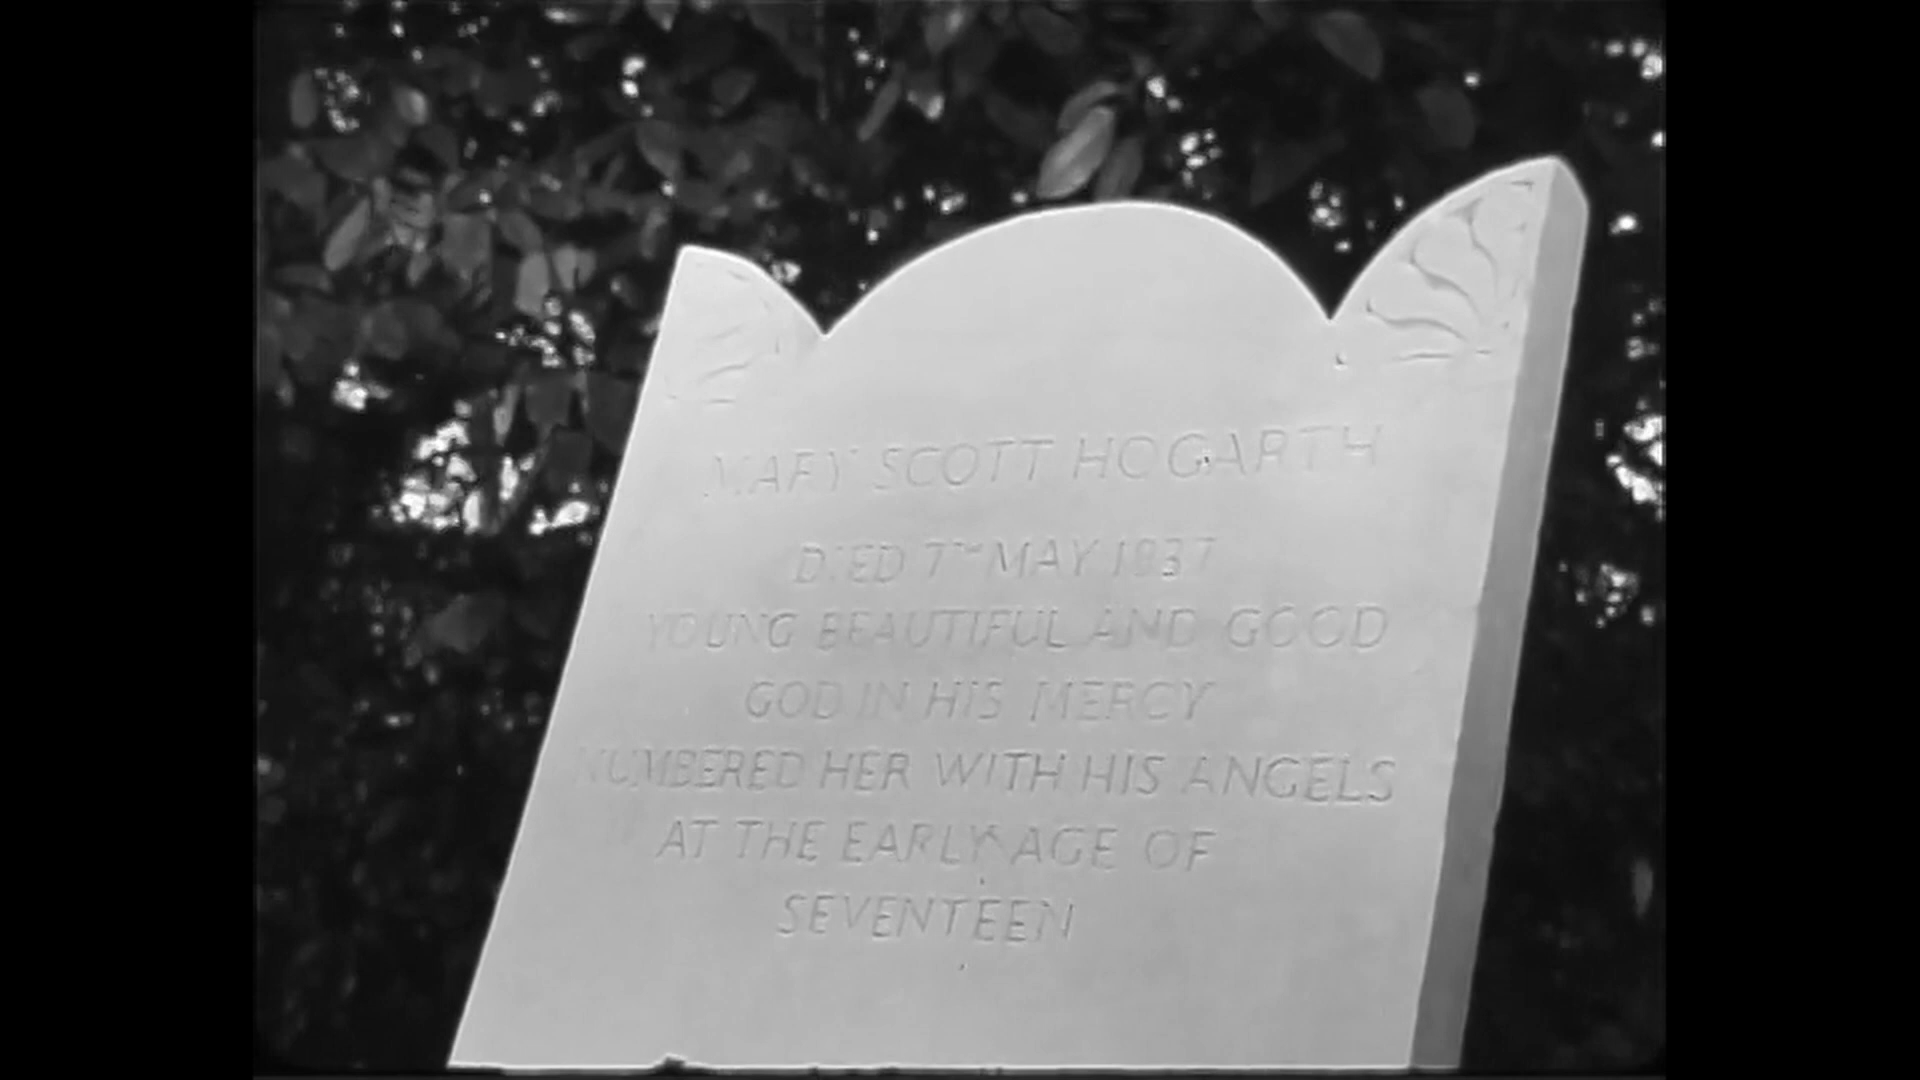 MARY SCOTT HOGARTH
DIED 7TH MAY 1837
YOUNG BEAUTIFUL AND GOOD
GOD IN HIS MERCY
NUMBERED HER WITH HIS ANGELS
AT THE EARLY AGE OF
SEVENTEEN